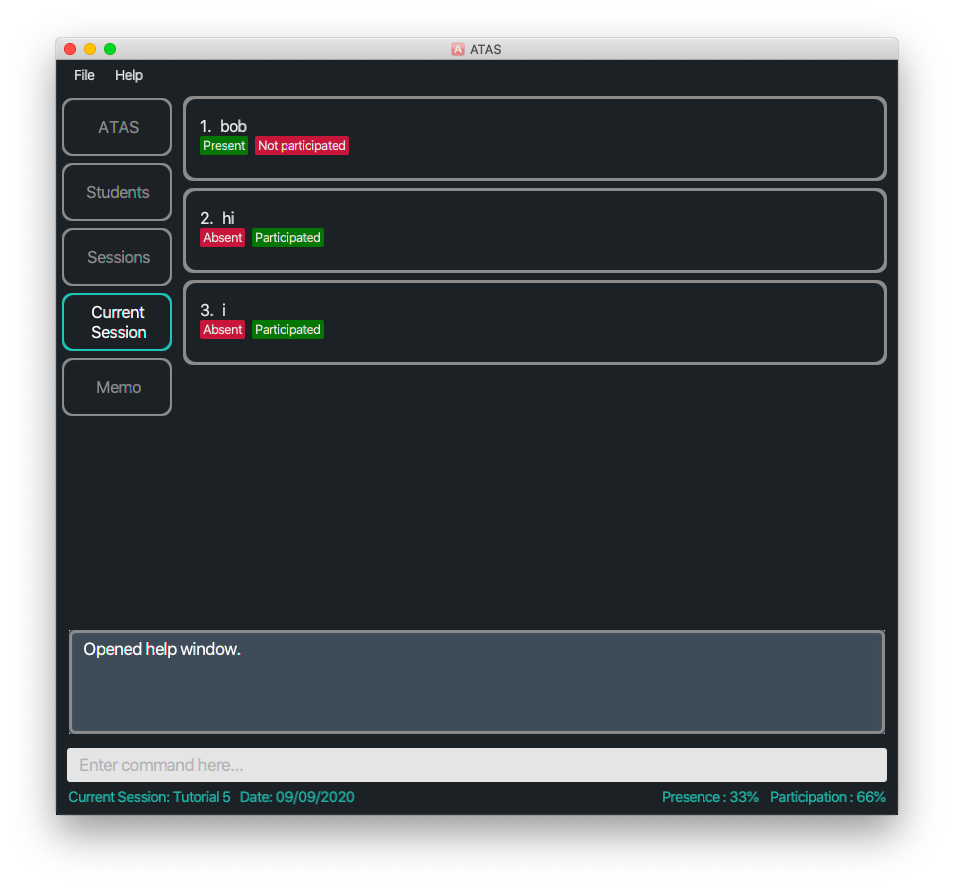 A ATAS
File Help
ATAS
Students
Sessions
Current
Session
Memo
1. bob
Present Not participated
2. hi
Absent Participated
3. i
Absent Participated
Opened help window.
Enter command here...
Current Session: Tutorial 5 Date: 09/09/2020 Presence : 33% Participation : 66%